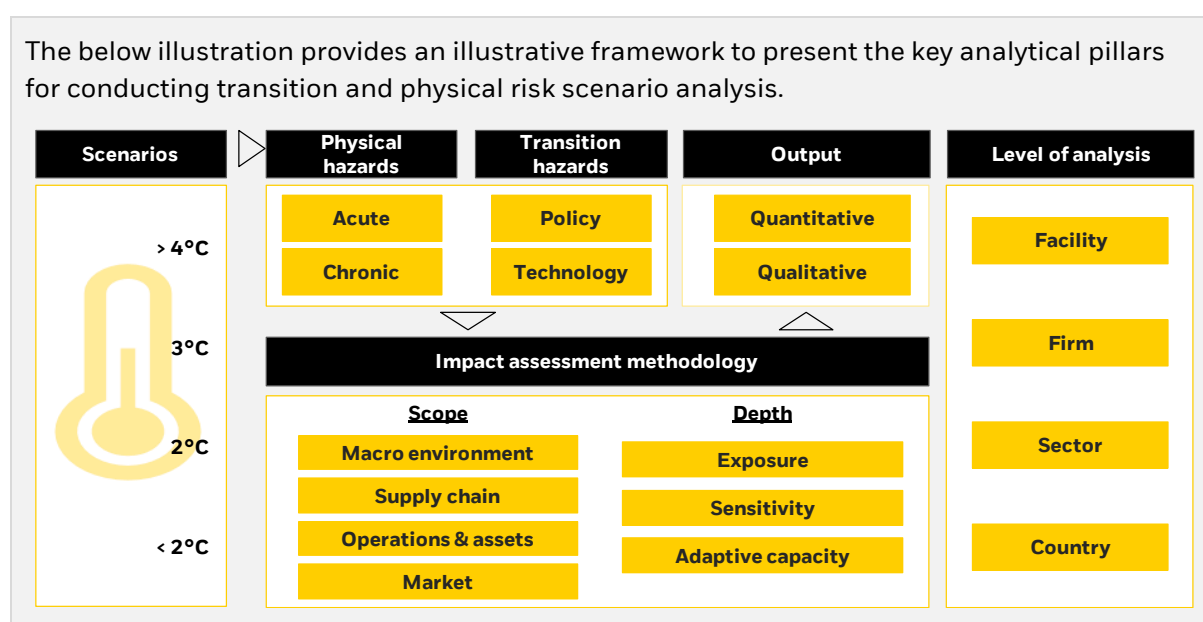 The below illustration provides an illustrative framework to present the key analytical pillars
for conducting transition and physical risk scenario analysis.
Scenarios
Physical
hazards
Transition
hazards
Output
Level of analysis
> 4°C
3°C
2°C
< 2°C
Acute
Chronic
Policy
Technology
Quantitative
Qualitative
Impact assessment methodology
Scope
Macro environment
Supply chain
Operations & assets
Market
Depth
Exposure
Sensitivity
Adaptive capacity
Facility
Firm
Sector
Country